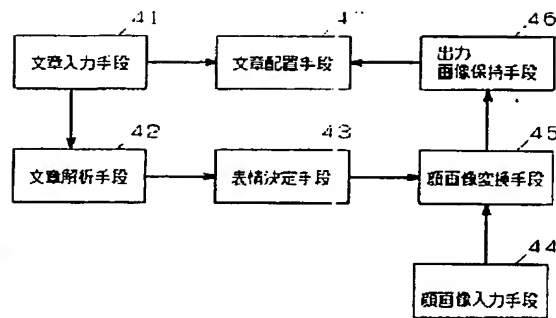 41
文章入力手段
文章配置手段
46
出力
画像保持手段
42
文章解析手段
43
表情決定手段
45
顔画像変換手段
44
顔画像入力手段